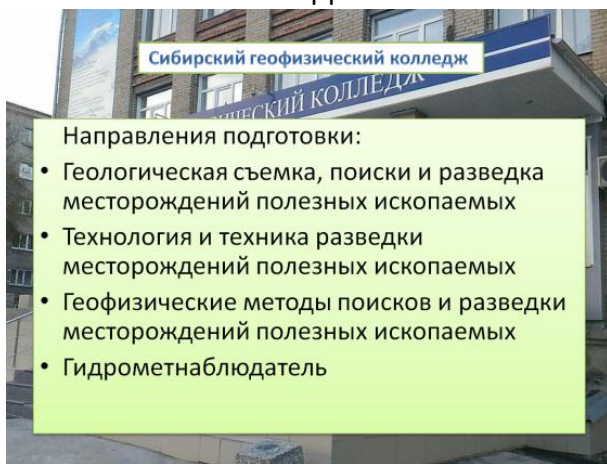 Сибирский геофизический колледж
КОЛЛЕДЖ
Направления подготовки:
• Геологическая съемка, поиски и разведка
месторождений полезных ископаемых
• Технология и техника разведки
месторождений полезных ископаемых
• Геофизические методы поисков и разведки
месторождений полезных ископаемых
• Гидрометнаблюдатель